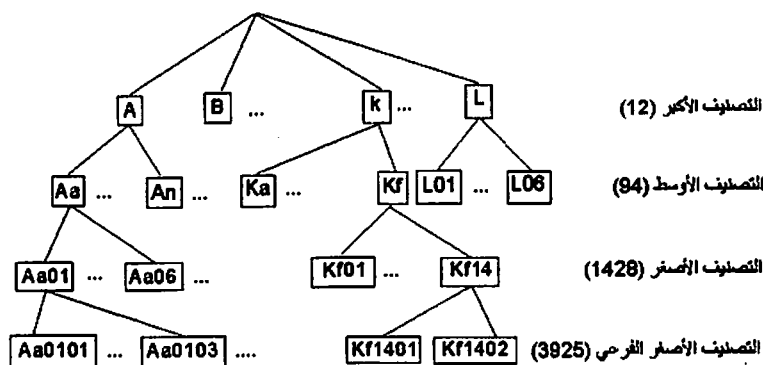 A B ... k ... L التصنيف الأكبر (12)
Aa ... An ... Ka ... Kf L01 ... L06 التصنيف الأوسط (94)
Aa01 ... Aa06 ... Kf01 ... Kf14 التصنيف الأصغر (1428)
Aa0101 ... Aa0103 .... Kf1401 Kf1402 التصنيف الأصغر الفرعي (3925)